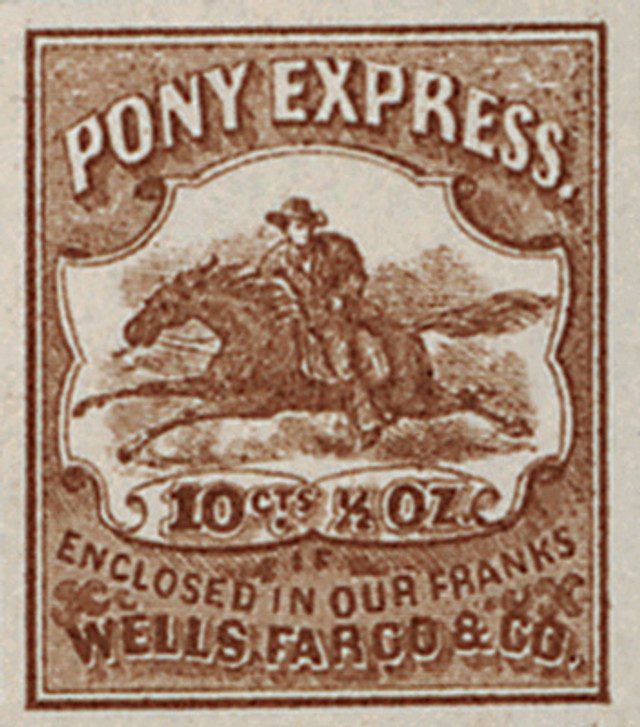 PONY EXPRESS.
10 CTS ½ OZ.
IF
ENCLOSED IN OUR FRANKS
WELLS, FARGO & CO.,